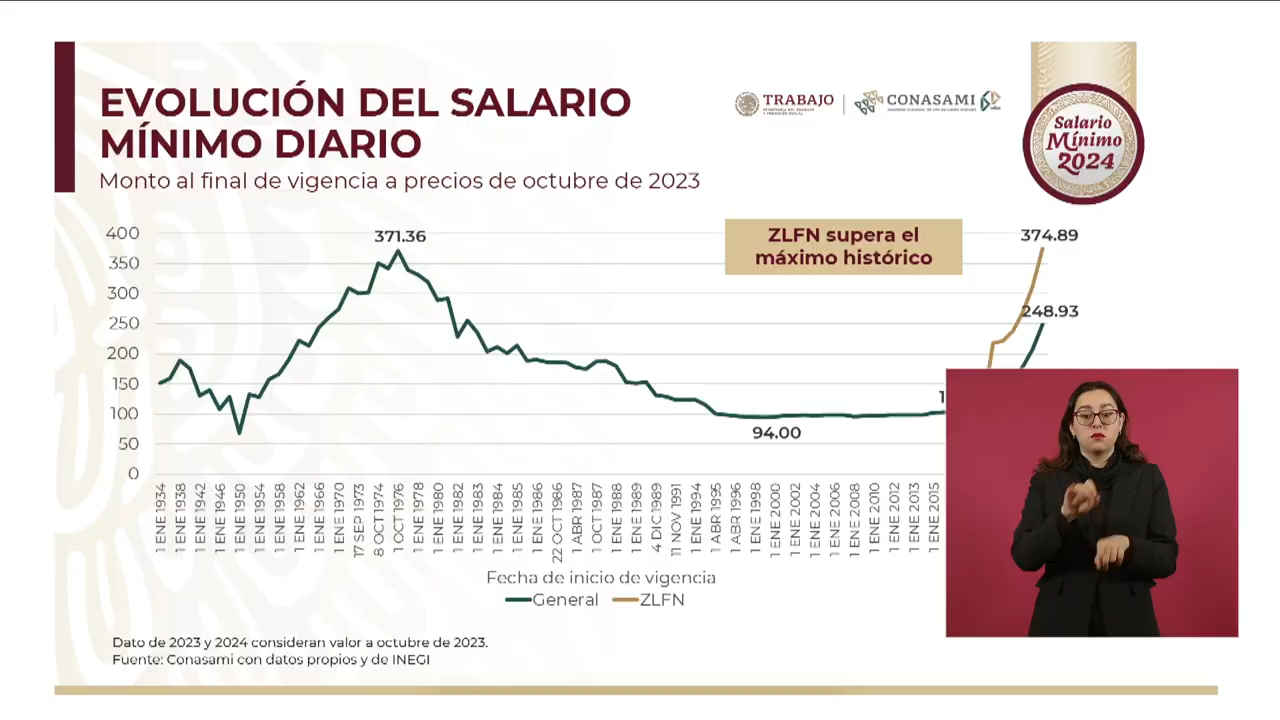 EVOLUCIÓN DEL SALARIO
MÍNIMO DIARIO
Monto al final de vigencia a precios de octubre de 2023
TRABAJO
CONASAMI
Salario
Mínimo
2024
ZLFN supera el
máximo histórico
400
350
300
250
200
150
100
50
0
371.36
94.00
374.89
248.93
1 ENE 1934
1 ENE 1938
1 ENE 1942
1 ENE 1946
1 ENE 1950
1 ENE 1954
1 ENE 1958
1 ENE 1962
1 ENE 1966
1 ENE 1970
17 SEP 1973
8 OCT 1974
1 OCT 1976
1 ENE 1978
1 ENE 1980
1 ENE 1982
1 ENE 1983
1 ENE 1984
1 ENE 1985
1 ENE 1986
22 OCT 1986
1 ABR 1987
1 OCT 1987
1 ENE 1988
1 ENE 1989
4 DIC 1989
11 NOV 1991
1 ENE 1994
1 ABR 1995
1 ABR 1996
1 ENE 1998
1 ENE 2000
1 ENE 2002
1 ENE 2004
1 ENE 2006
1 ENE 2008
1 ENE 2010
1 ENE 2012
1 ENE 2013
1 ENE 2015
Fecha de inicio de vigencia
General
ZLFN
Dato de 2023 y 2024 consideran valor a octubre de 2023.
Fuente: Conasami con datos propios y de INEGI